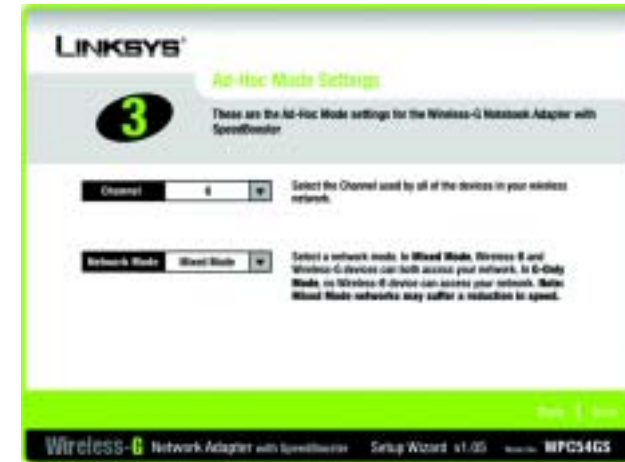 LINKSYS®
Ad-Hoc Mode Settings
3
These are the Ad-Hoc Mode settings for the Wireless-G Notebook Adapter with
SpeedBooster
Channel 6
Select the Channel used by all of the devices in your wireless
network.
Network Mode Mixed Mode
Select a network mode. In Mixed Mode, Wireless-B and
Wireless-G devices can both access your network. In G-Only
Mode, no Wireless-B device can access your network. Note:
Mixed Mode networks may suffer a reduction in speed.
Wireless-G Network Adapter with SpeedBooster Setup Wizard v1.05 WPC54GS